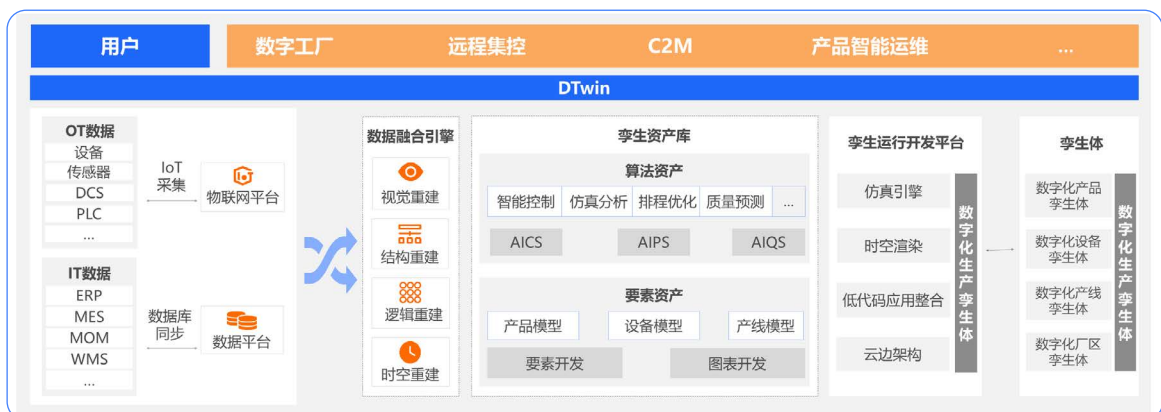 用户
数字工厂
远程集控
C2M
产品智能运维
...
DTwin
OT数据
设备
传感器
DCS
PLC
...
IoT
采集
物联网平台
IT数据
ERP
MES
MOM
WMS
...
数据库
同步
数据平台
数据融合引擎
视觉重建
结构重建
逻辑重建
时空重建
孪生资产库
算法资产
智能控制
仿真分析
排程优化
质量预测
...
AICS
AIPS
AIQS
要素资产
产品模型
设备模型
产线模型
要素开发
图表开发
孪生运行开发平台
仿真引擎
时空渲染
低代码应用整合
云边架构
数字化生产孪生体
孪生体
数字化产品
孪生体
数字化设备
孪生体
数字化产线
孪生体
数字化厂区
孪生体
数字化生产孪生体